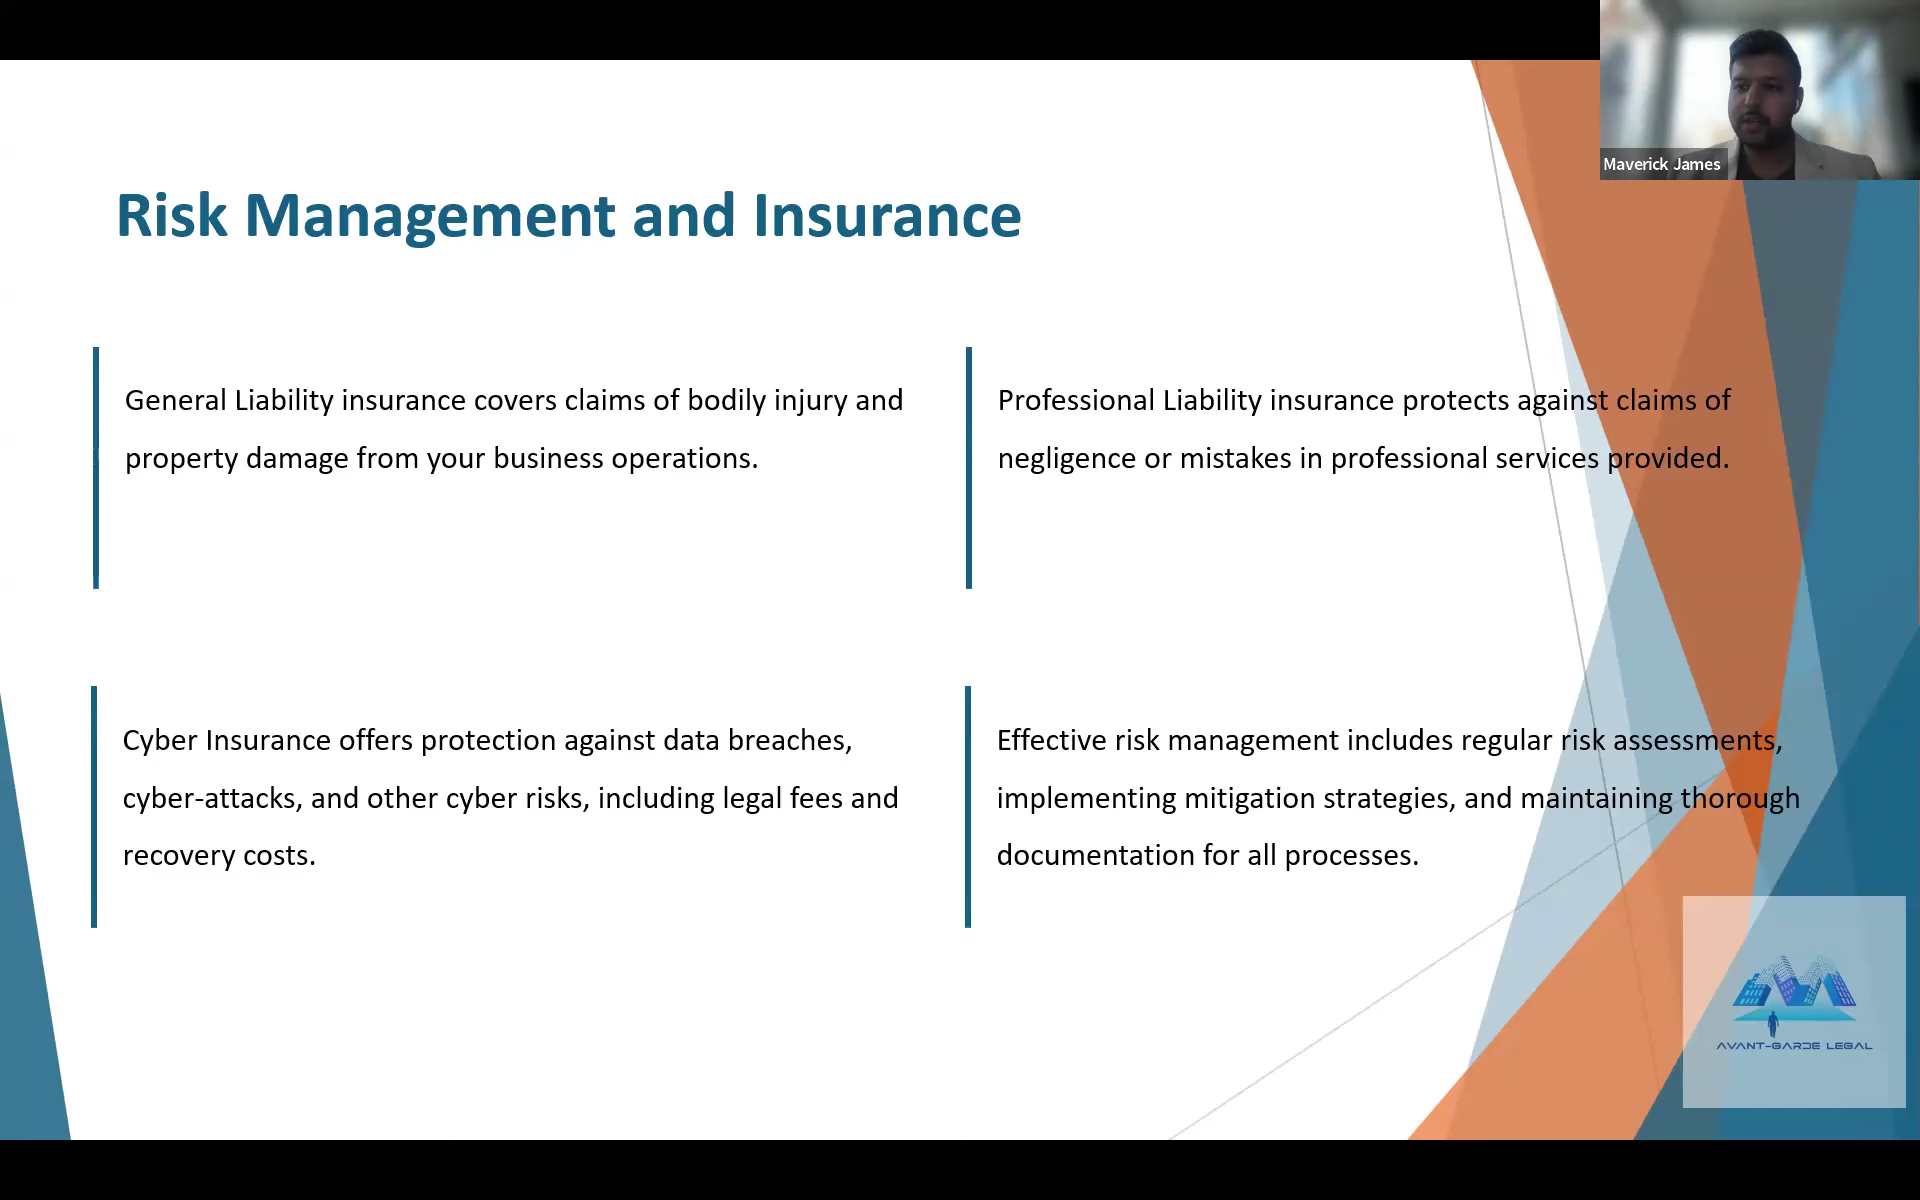 Maverick James
Risk Management and Insurance
General Liability insurance covers claims of bodily injury and
property damage from your business operations.
Professional Liability insurance protects against claims of
negligence or mistakes in professional services provided.
Cyber Insurance offers protection against data breaches,
cyber-attacks, and other cyber risks, including legal fees and
recovery costs.
Effective risk management includes regular risk assessments,
implementing mitigation strategies, and maintaining thorough
documentation for all processes.
AVANT-GARDE LEGAL